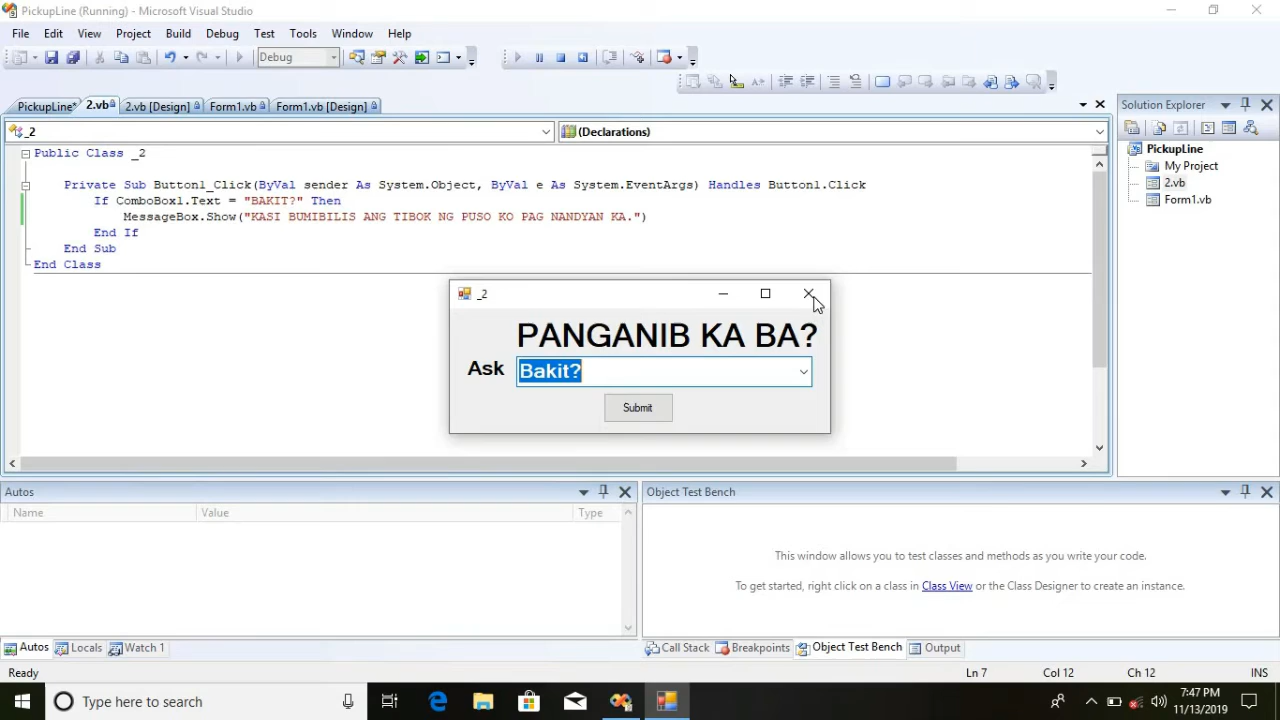 PickupLine (Running) - Microsoft Visual Studio
File Edit View Project Build Debug Test Tools Window Help
Debug
PickupLine* 2.vb 2.vb [Design] Form1.vb Form1.vb [Design]
_2 (Declarations)
Public Class _2
Private Sub Button1_Click(ByVal sender As System.Object, ByVal e As System.EventArgs) Handles Button1.Click
If ComboBox1.Text = "BAKIT?" Then
MessageBox.Show("KASI BUMIBILIS ANG TIBOK NG PUSO KO PAG NANDYAN KA.")
End If
End Sub
End Class
_2
PANGANIB KA BA?
Ask Bakit?
Submit
Solution Explorer
PickupLine
My Project
2.vb
Form1.vb
Autos
Name Value Type
Object Test Bench
This window allows you to test classes and methods as you write your code.
To get started, right click on a class in Class View or the Class Designer to create an instance.
Autos Locals Watch 1
Call Stack Breakpoints Object Test Bench Output
Ready Ln 7 Col 12 Ch 12 INS
Type here to search
7:47 PM
11/13/2019